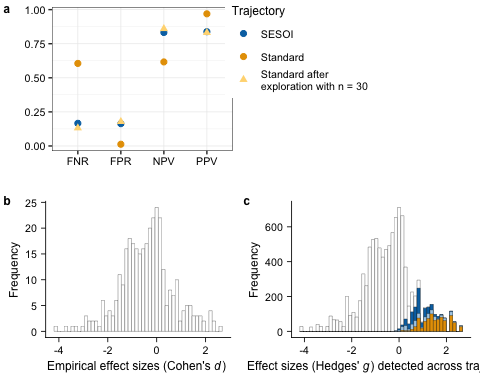 a
Trajectory
1.00
0.75
0.50
0.25
0.00
FNR
FPR
NPV
PPV
SESOI
Standard
Standard after
exploration with n = 30
b
25
20
15
10
5
0
Frequency
-4
-2
0
2
Empirical effect sizes (Cohen's d)
c
600
400
200
0
Frequency
-4
-2
0
2
Effect sizes (Hedges' g) detected across traj